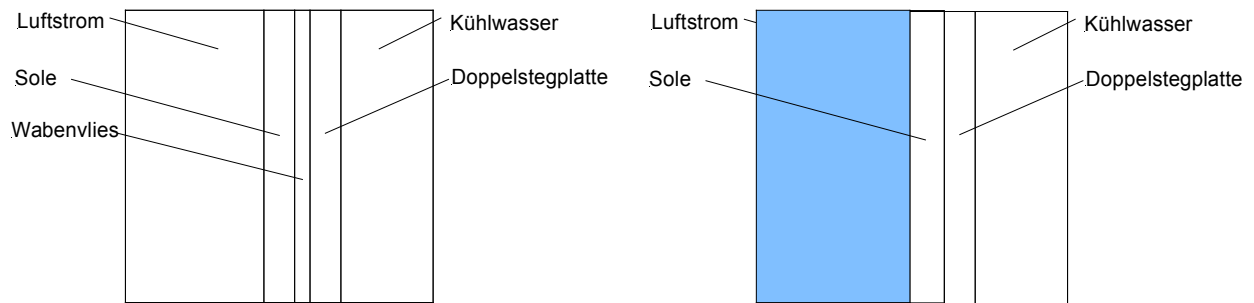 Luftstrom
Sole
Wabenvlies
Kühlwasser
Doppelstegplatte
Luftstrom
Sole
Kühlwasser
Doppelstegplatte